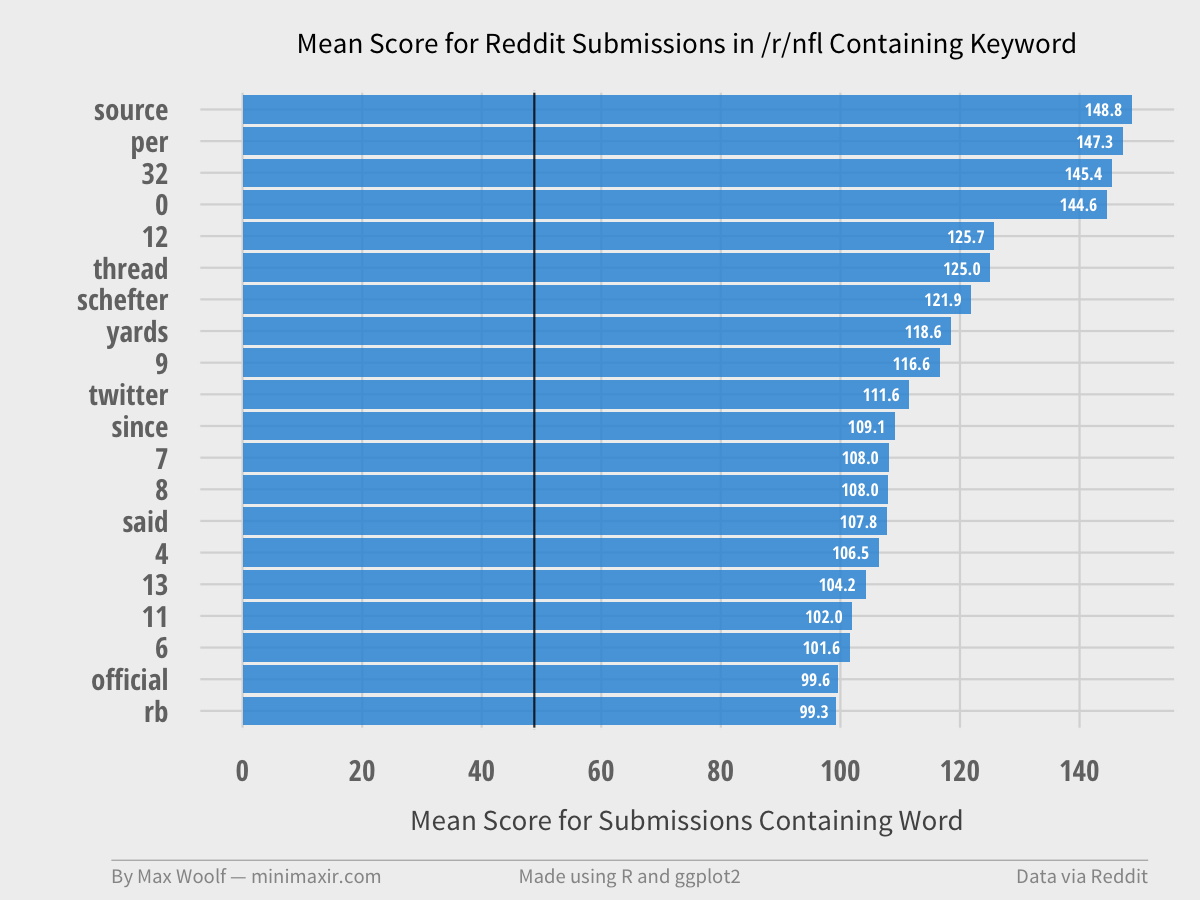 Mean Score for Reddit Submissions in /r/nfl Containing Keyword
source 148.8
per 147.3
32 145.4
0 144.6
12 125.7
thread 125.0
schefter 121.9
yards 118.6
9 116.6
twitter 111.6
since 109.1
7 108.0
8 108.0
said 107.8
4 106.5
13 104.2
11 102.0
6 101.6
official 99.6
rb 99.3
0 20 40 60 80 100 120 140
Mean Score for Submissions Containing Word
By Max Woolf — minimaxir.com Made using R and ggplot2 Data via Reddit